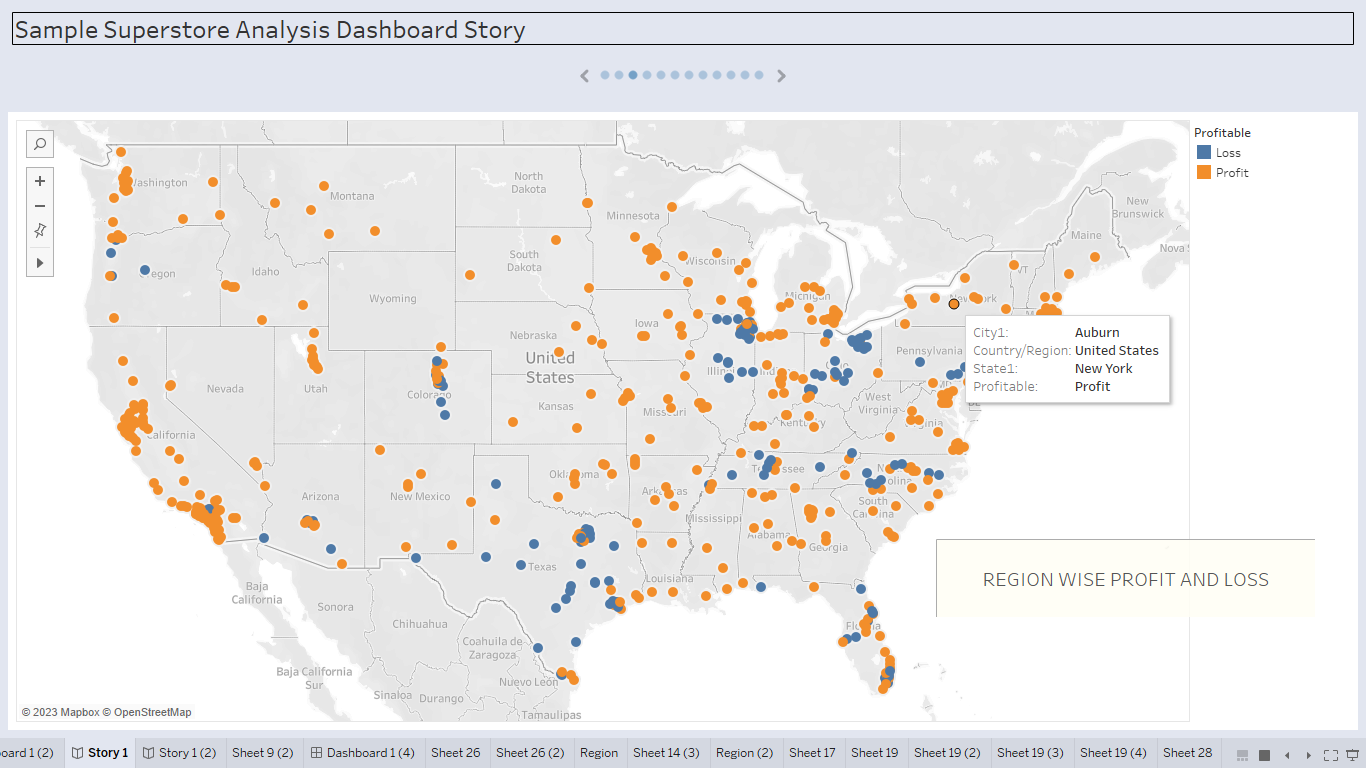 Sample Superstore Analysis Dashboard Story
Profitable
Loss
Profit
Washington
Montana
North
Dakota
Minnesota
New
Brunswick
Maine
Nova S
egon
Idaho
South
Dakota
Wisconsin
Michigan
VT
New York
Wyoming
Iowa
Nebraska
United
States
Pennsylvania
City1: Auburn
Country/Region: United States
State1: New York
Profitable: Profit
Nevada
Utah
Colorado
Kansas
Missouri
West
Virginia
California
Kentucky
Arizona
New Mexico
Oklahoma
Arkansas
South
Carolina
Mississippi
Alabama
Georgia
Texas
Louisiana
REGION WISE PROFIT AND LOSS
Baja
California
Sonora
Chihuahua
Coahuila de
Zaragoza
Baja California
Sur
Sinaloa
Durango
Nuevo León
Tamaulipas
© 2023 Mapbox © OpenStreetMap
oard 1 (2) Story 1 Story 1 (2) Sheet 9 (2) Dashboard 1 (4) Sheet 26 Sheet 26 (2) Region Sheet 14 (3) Region (2) Sheet 17 Sheet 19 Sheet 19 (2) Sheet 19 (3) Sheet 19 (4) Sheet 28